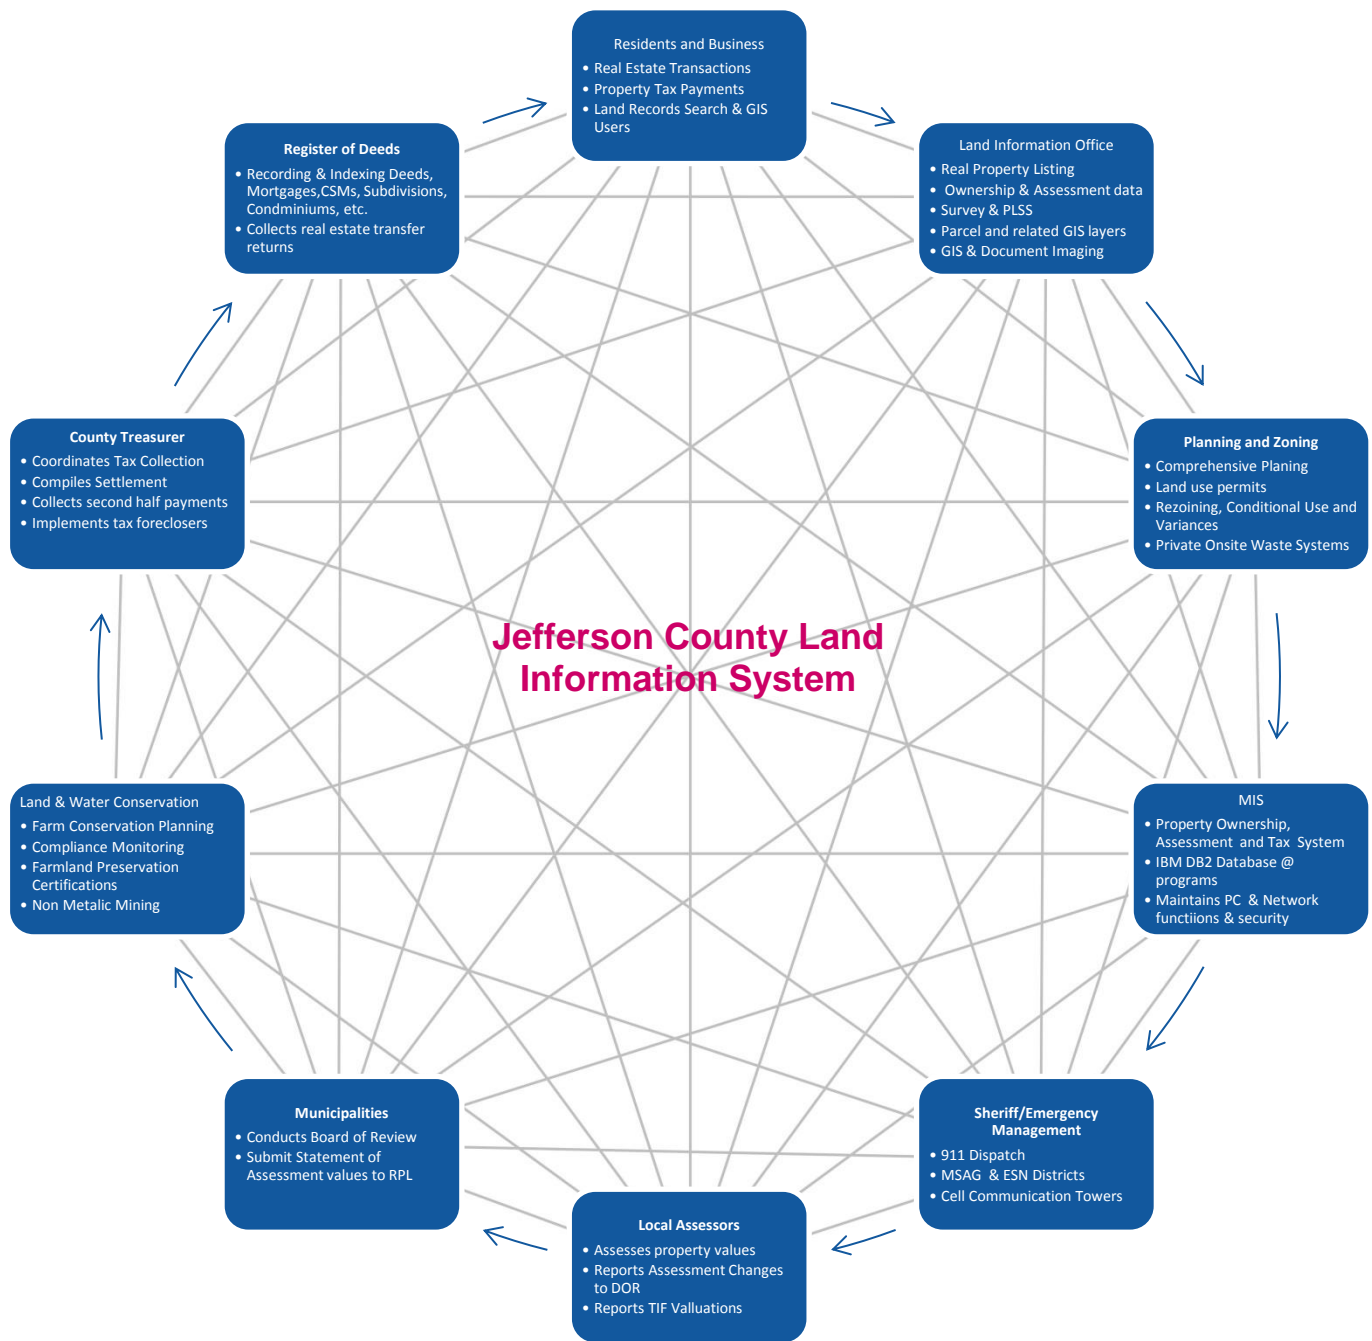 Residents and Business
• Real Estate Transactions
• Property Tax Payments
• Land Records Search & GIS
Users
Land Information Office
• Real Property Listing
• Ownership & Assessment data
• Survey & PLSS
• Parcel and related GIS layers
• GIS & Document Imaging
Planning and Zoning
• Comprehensive Planing
• Land use permits
• Rezoining, Conditional Use and
Variances
• Private Onsite Waste Systems
MIS
• Property Ownership,
Assessment and Tax System
• IBM DB2 Database @
programs
• Maintains PC & Network
functiions & security
Sheriff/Emergency
Management
• 911 Dispatch
• MSAG & ESN Districts
• Cell Communication Towers
Local Assessors
• Assesses property values
• Reports Assessment Changes
to DOR
• Reports TIF Valluations
Municipalities
• Conducts Board of Review
• Submit Statement of
Assessment values to RPL
Land & Water Conservation
• Farm Conservation Planning
• Compliance Monitoring
• Farmland Preservation
Certifications
• Non Metalic Mining
County Treasurer
• Coordinates Tax Collection
• Compiles Settlement
• Collects second half payments
• Implements tax foreclosers
Register of Deeds
• Recording & Indexing Deeds,
Mortgages,CSMs, Subdivisions,
Condminiums, etc.
• Collects real estate transfer
returns
Jefferson County Land
Information System